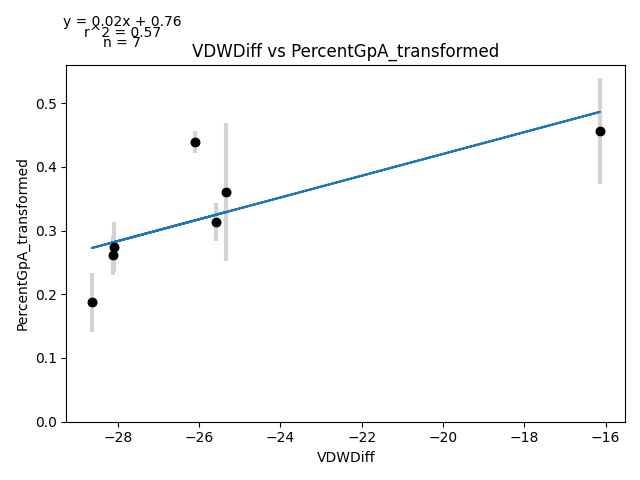 y = 0.02x + 0.76
r^2 = 0.57
n = 7
VDWDiff vs PercentGpA_transformed
PercentGpA_transformed
0.5
0.4
0.3
0.2
0.1
0.0
−28
−26
−24
−22
−20
−18
−16
VDWDiff